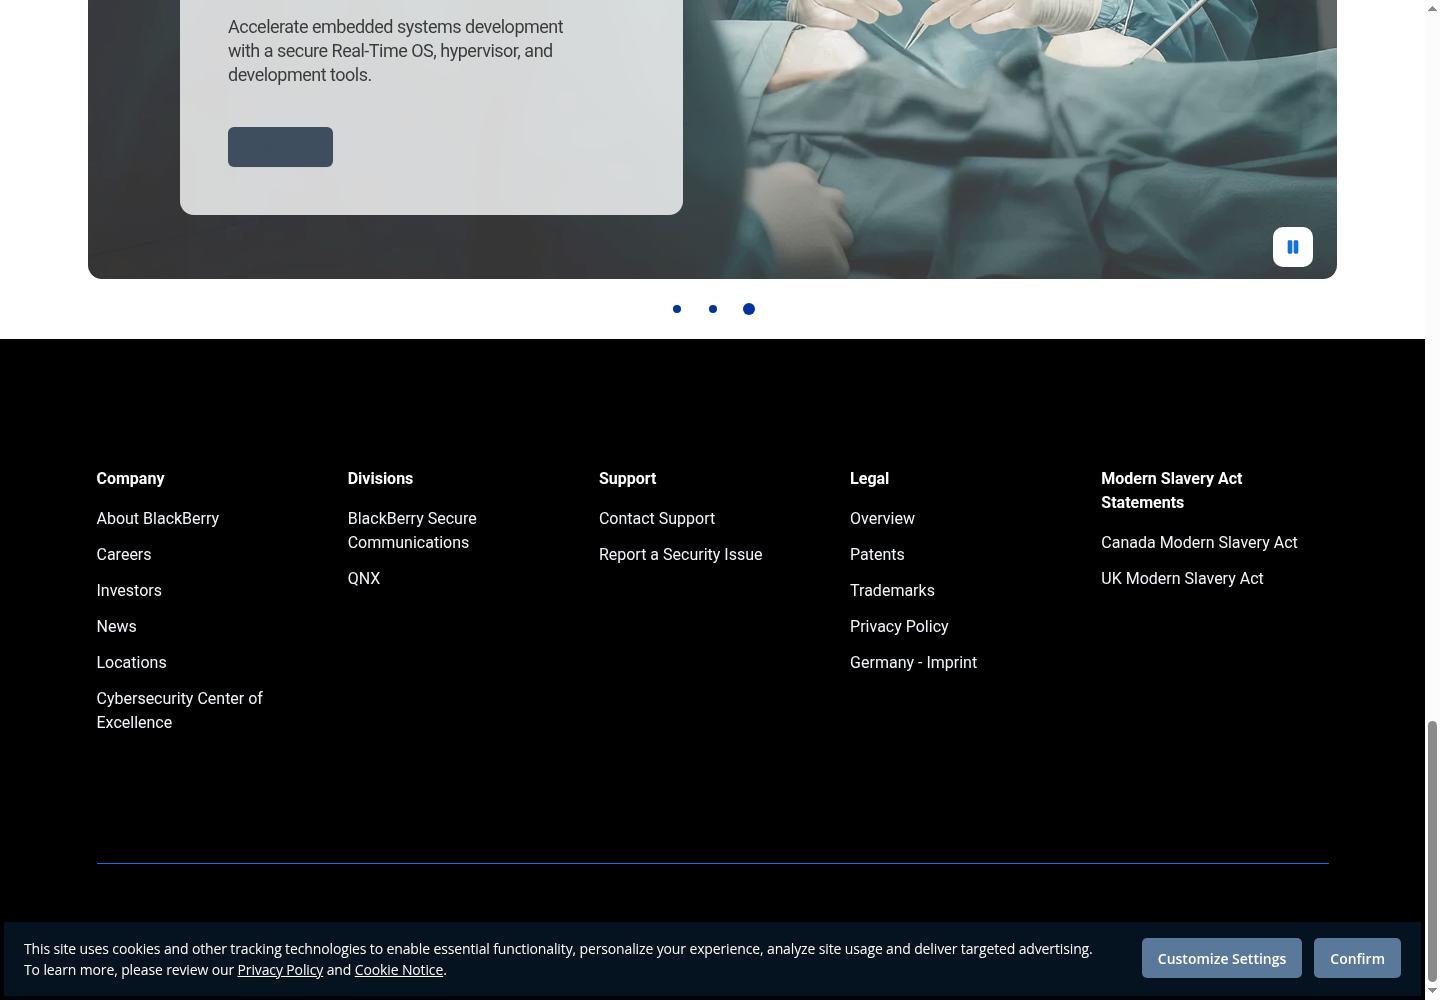 Accelerate embedded systems development
with a secure Real-Time OS, hypervisor, and
development tools.
Company
About BlackBerry
Careers
Investors
News
Locations
Cybersecurity Center of
Excellence
Divisions
BlackBerry Secure
Communications
QNX
Support
Contact Support
Report a Security Issue
Legal
Overview
Patents
Trademarks
Privacy Policy
Germany - Imprint
Modern Slavery Act
Statements
Canada Modern Slavery Act
UK Modern Slavery Act
This site uses cookies and other tracking technologies to enable essential functionality, personalize your experience, analyze site usage and deliver targeted advertising.
To learn more, please review our Privacy Policy and Cookie Notice.
Customize Settings
Confirm